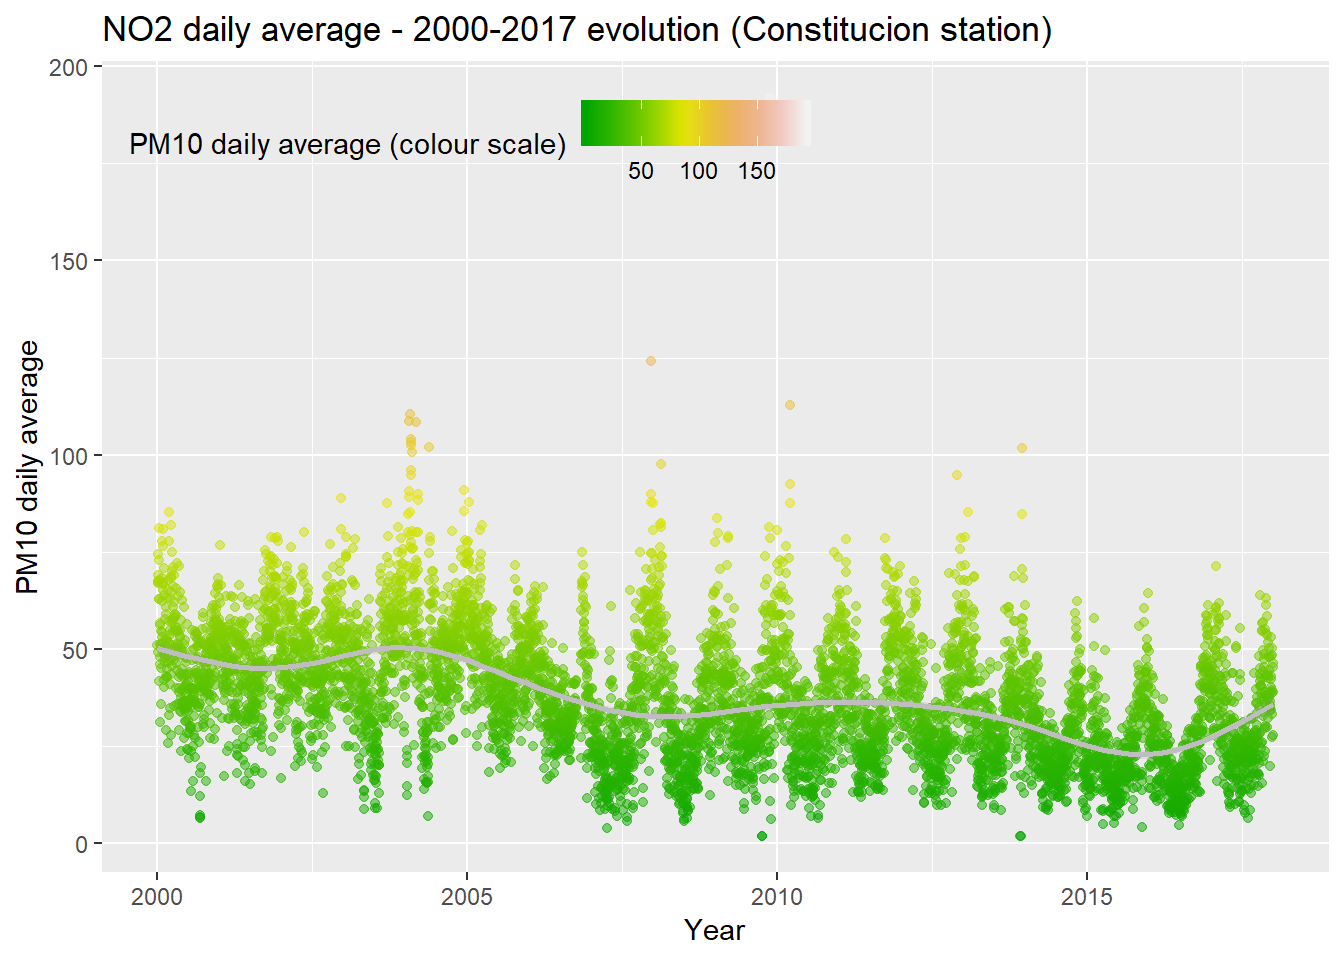 NO2 daily average - 2000-2017 evolution (Constitucion station)
PM10 daily average (colour scale)
50 100 150
PM10 daily average
200
150
100
50
0
2000 2005 2010 2015
Year